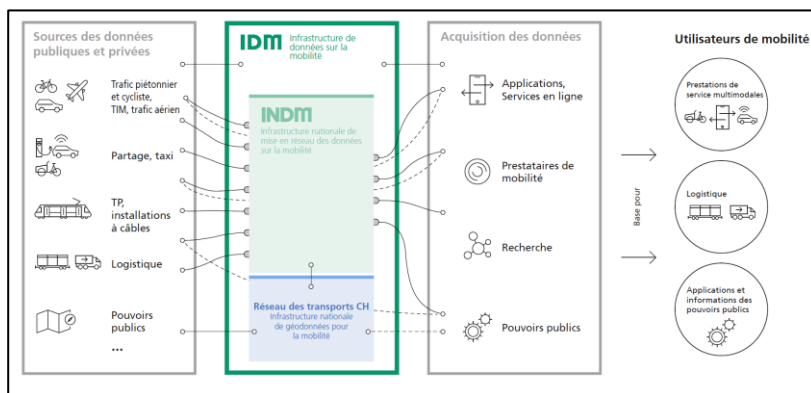 Sources des données
publiques et privées
Trafic piétonnier
et cycliste,
TIM, trafic aérien
Partage, taxi
TP,
installations
à câbles
Logistique
Pouvoirs
publics
...
IDM Infrastructure de
données sur la
mobilité
INDM
Infrastructure nationale de
mise en réseau des données
sur la mobilité
Réseau des transports CH
Infrastructure nationale
de géodonnées pour
la mobilité
Acquisition des données
Applications,
Services en ligne
Prestataires de
mobilité
Recherche
Pouvoirs publics
Base pour
Utilisateurs de mobilité
Prestations de
service multimodales
Logistique
Applications et
informations des
pouvoirs publics